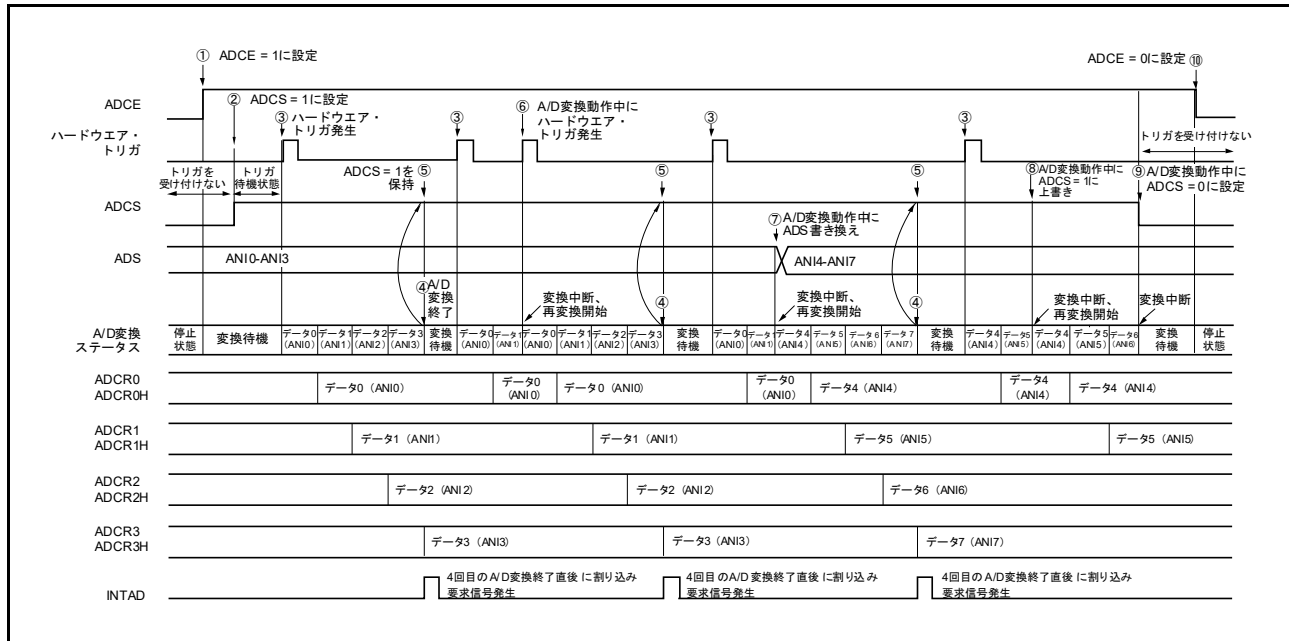 ① ADCE = 1に設定
ADCE = 0に設定 ⑩
ADCE
② ADCS = 1に設定
③ ハードウエア・
トリガ発生
③
⑥ A/D変換動作中に
ハードウエア・
トリガ発生
③
③
ハードウエア・
トリガ
トリガを受け付けない
トリガを
受け付けない
トリガ
待機状態
ADCS = 1を
保持
⑤
⑤
⑤
⑧A/D変換動作中に
ADCS = 1に
上書き
⑨A/D変換動作中に
ADCS = 0に設定
ADCS
⑦ A/D変換動作中に
ADS書き換え
ADS
ANI0-ANI3
ANI4-ANI7
④A/D
変換
終了
変換中断、
再変換開始
④
変換中断、
再変換開始
④
変換中断、
再変換開始
変換中断
A/D変換
ステータス
停止
状態
変換待機
データ0
(ANI0)
データ1
(ANI1)
データ2
(ANI2)
データ3
(ANI3)
変換
待機
データ0
(ANI0)
データ1
(ANI1)
データ0
(ANI0)
データ1
(ANI1)
データ2
(ANI2)
データ3
(ANI3)
変換
待機
データ0
(ANI0)
データ1
(ANI1)
データ4
(ANI4)
データ5
(ANI5)
データ6
(ANI6)
データ7
(ANI7)
変換
待機
データ4
(ANI4)
データ5
(ANI5)
データ4
(ANI4)
データ5
(ANI5)
データ6
(ANI6)
変換
待機
停止
状態
ADCR0
ADCR0H
データ0 (ANI0)
データ0
(ANI0)
データ0 (ANI0)
データ0
(ANI0)
データ4 (ANI4)
データ4
(ANI4)
データ4 (ANI4)
ADCR1
ADCR1H
データ1 (ANI1)
データ1 (ANI1)
データ5 (ANI5)
データ5 (ANI5)
ADCR2
ADCR2H
データ2 (ANI2)
データ2 (ANI2)
データ6 (ANI6)
ADCR3
ADCR3H
データ3 (ANI3)
データ3 (ANI3)
データ7 (ANI7)
INTAD
4回目のA/D変換終了直後に割り込み
要求信号発生
4回目のA/D変換終了直後に割り込み
要求信号発生
4回目のA/D変換終了直後に割り込み
要求信号発生